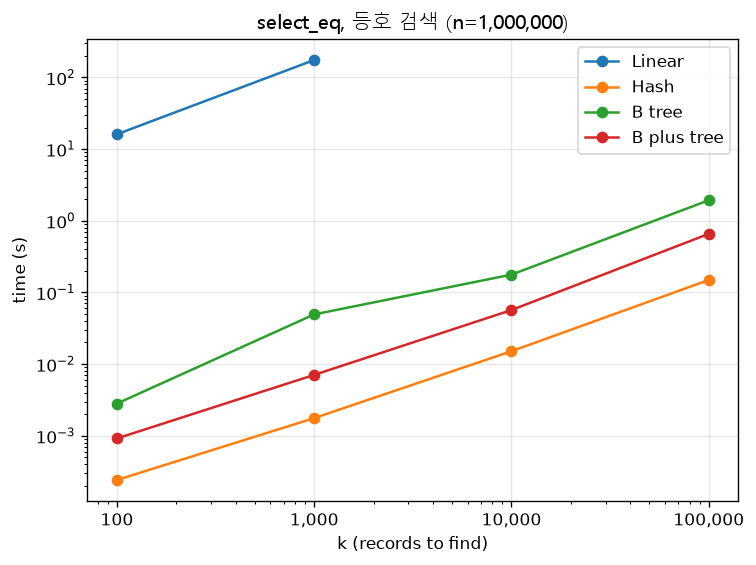 select_eq, 등호 검색 (n=1,000,000)
Linear
Hash
B tree
B plus tree
10²
10¹
10⁰
10⁻¹
10⁻²
10⁻³
time (s)
100 1,000 10,000 100,000
k (records to find)